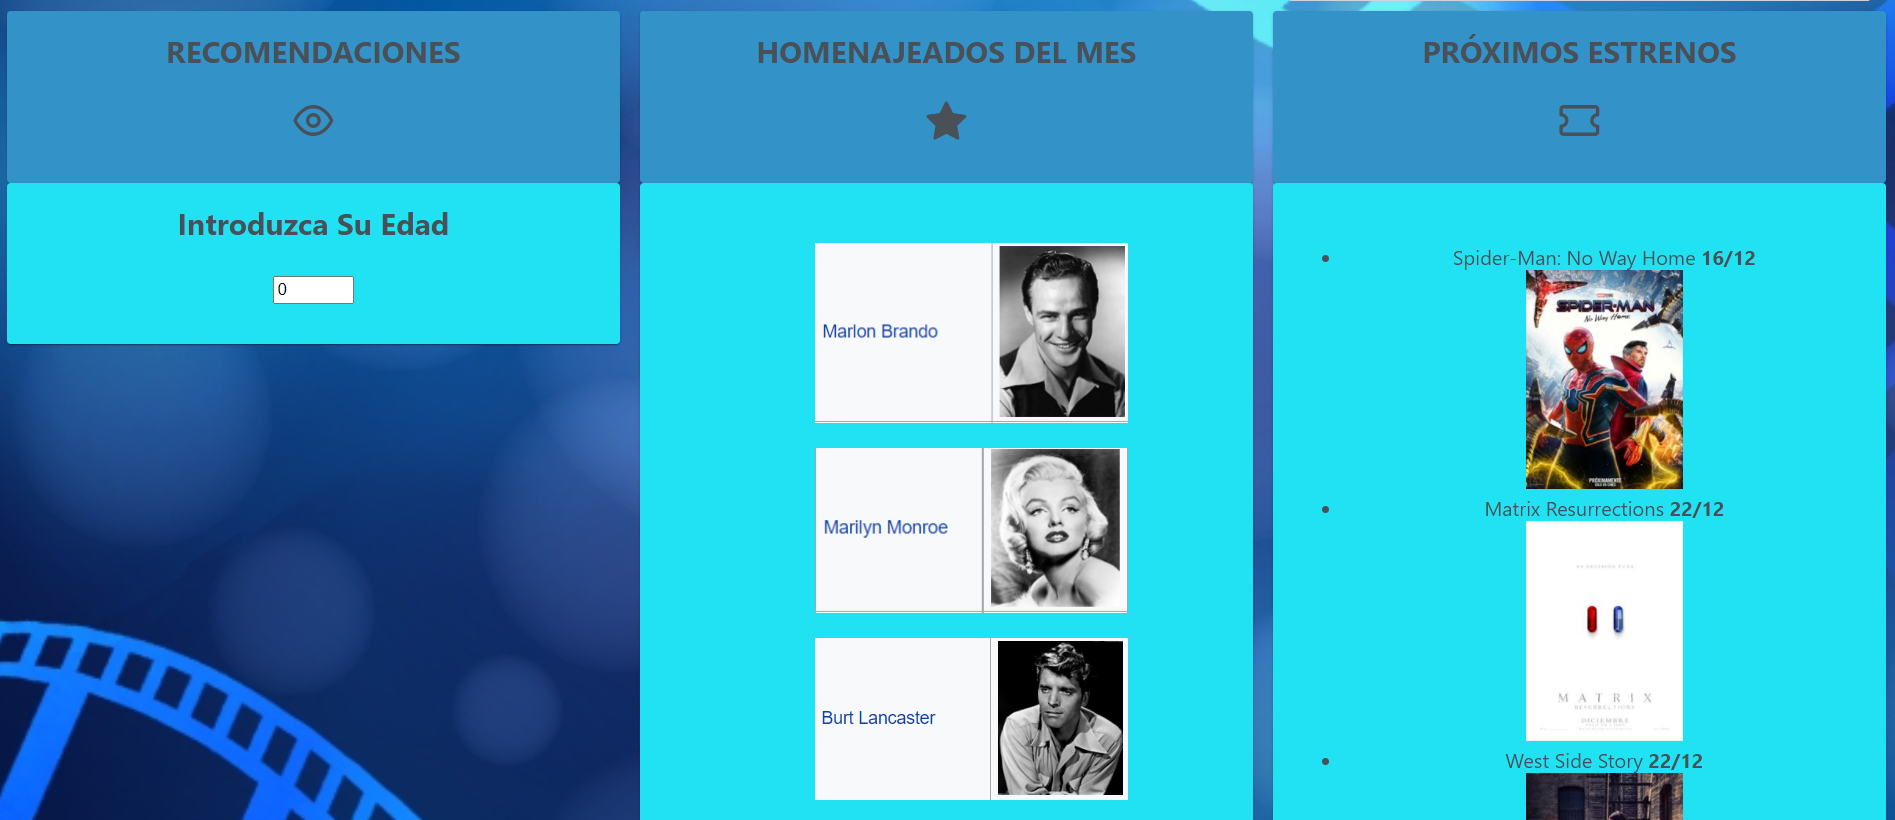 RECOMENDACIONES
Introduzca Su Edad
0
HOMENAJEADOS DEL MES
Marlon Brando
Marilyn Monroe
Burt Lancaster
PRÓXIMOS ESTRENOS
Spider-Man: No Way Home 16/12
SPIDER-MAN
No Way Home
PRÓXIMAMENTE
Matrix Resurrections 22/12
MATRIX
RESURRECTIONS
DICIEMBRE
West Side Story 22/12